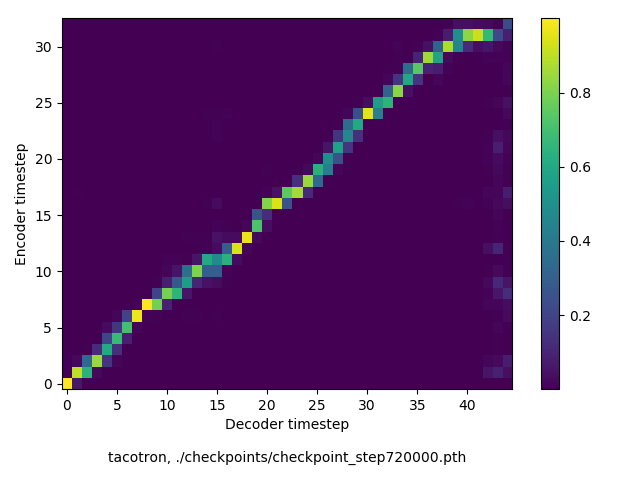 30
25
20
15
10
5
0
Encoder timestep
0 5 10 15 20 25 30 35 40
Decoder timestep
0.8
0.6
0.4
0.2
tacotron, ./checkpoints/checkpoint_step720000.pth